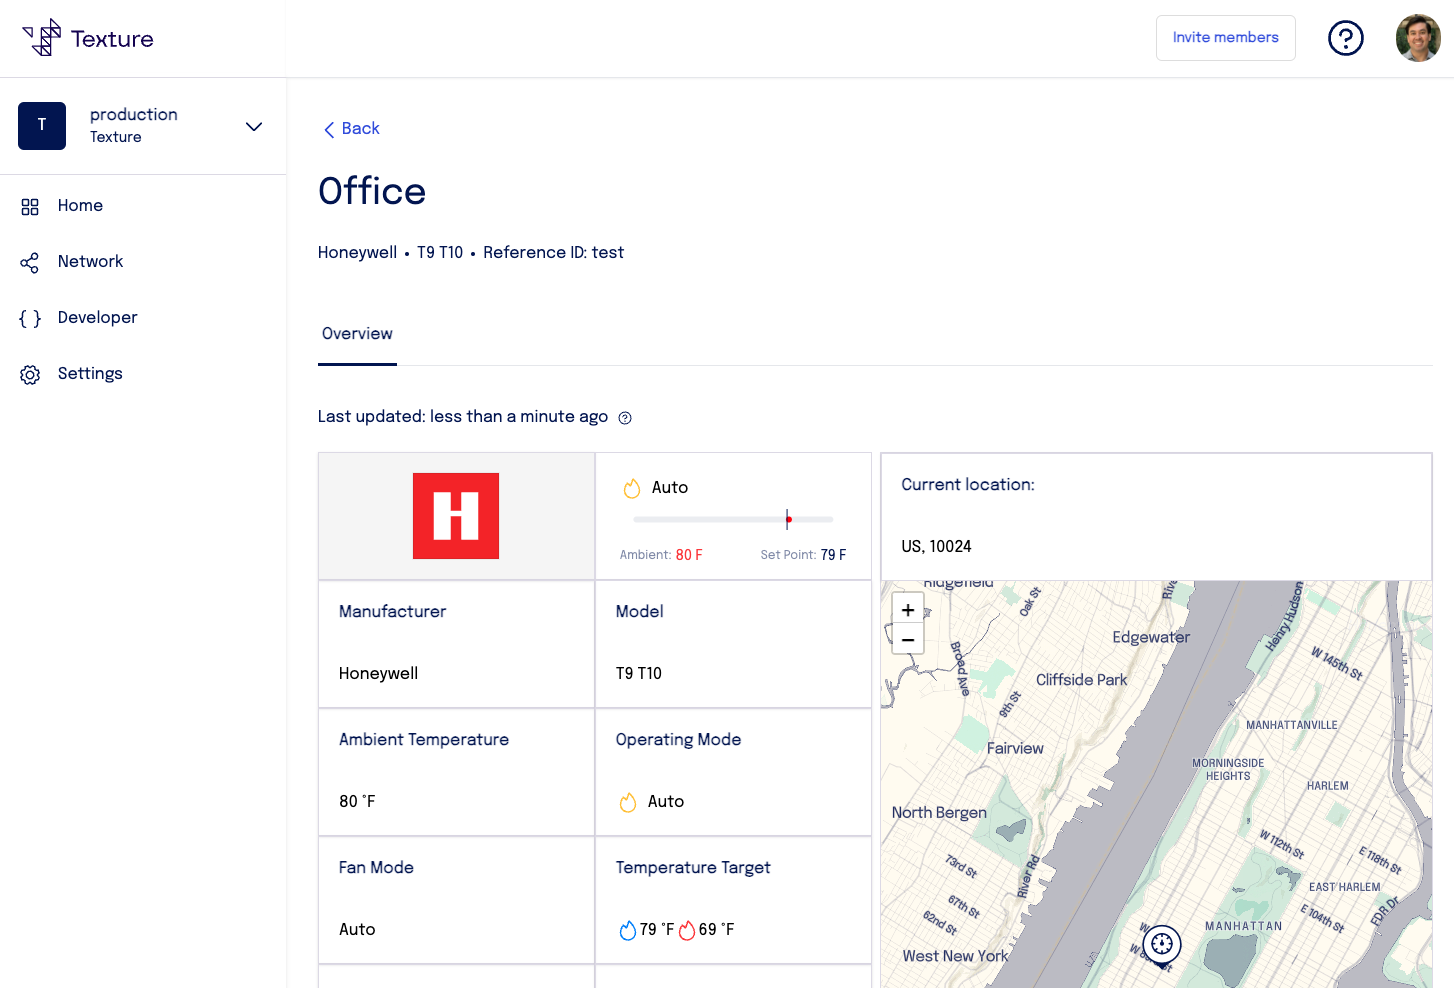 Texture
Invite members
T
production
Texture
Home
Network
Developer
Settings
Back
Office
Honeywell • T9 T10 • Reference ID: test
Overview
Last updated: less than a minute ago
H
Auto
Ambient: 80 F
Set Point: 79 F
Manufacturer
Honeywell
Model
T9 T10
Ambient Temperature
80 °F
Operating Mode
Auto
Fan Mode
Auto
Temperature Target
79 °F 69 °F
Current location:
US, 10024
+
−
Ridgefield
Oak St
Edgewater
Henry Hudson
Broad Ave
Cliffside Park
W 145th St
9th St
MANHATTANVILLE
Fairview
MORNINGSIDE
HEIGHTS
HARLEM
North Bergen
W 112th St
E 118th St
73rd St
River Rd
EAST HARLEM
67th St
62nd St
E 104th St
FDR Dr
MANHATTAN
West New York